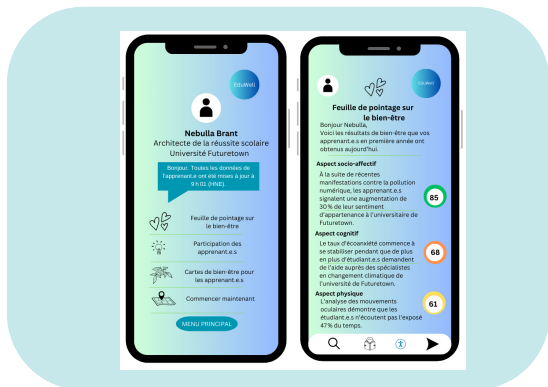 EduWell
Nebulla Brant
Architecte de la réussite scolaire
Université Futuretown
Bonjour. Toutes les données de
l'apprenant.e ont été mises à jour à
9 h 01 (HNE).
Feuille de pointage sur
le bien-être
Participation des
apprenant.e.s
Cartes de bien-être pour
les apprenant.e.s
Commencer maintenant
MENU PRINCIPAL
EduWell
Feuille de pointage sur
le bien-être
Bonjour Nebulla,
Voici les résultats de bien-être que vos
apprenant.e.s en première année ont
obtenus aujourd'hui.
Aspect socio-affectif
À la suite de récentes
manifestations contre la pollution
numérique, les apprenant.e.s
signalent une augmentation de
30 % de leur sentiment
d'appartenance à l'universitaire de
Futuretown.
85
Aspect cognitif
Le taux d'écoanxiété commence à
se stabiliser pendant que de plus
en plus d'étudiant.e.s demandent
de l'aide auprès des spécialistes
en changement climatique de
l'université de Futuretown.
68
Aspect physique
L'analyse des mouvements
oculaires démontre que les
étudiant.e.s n'écoutent pas l'exposé
47 % du temps.
61